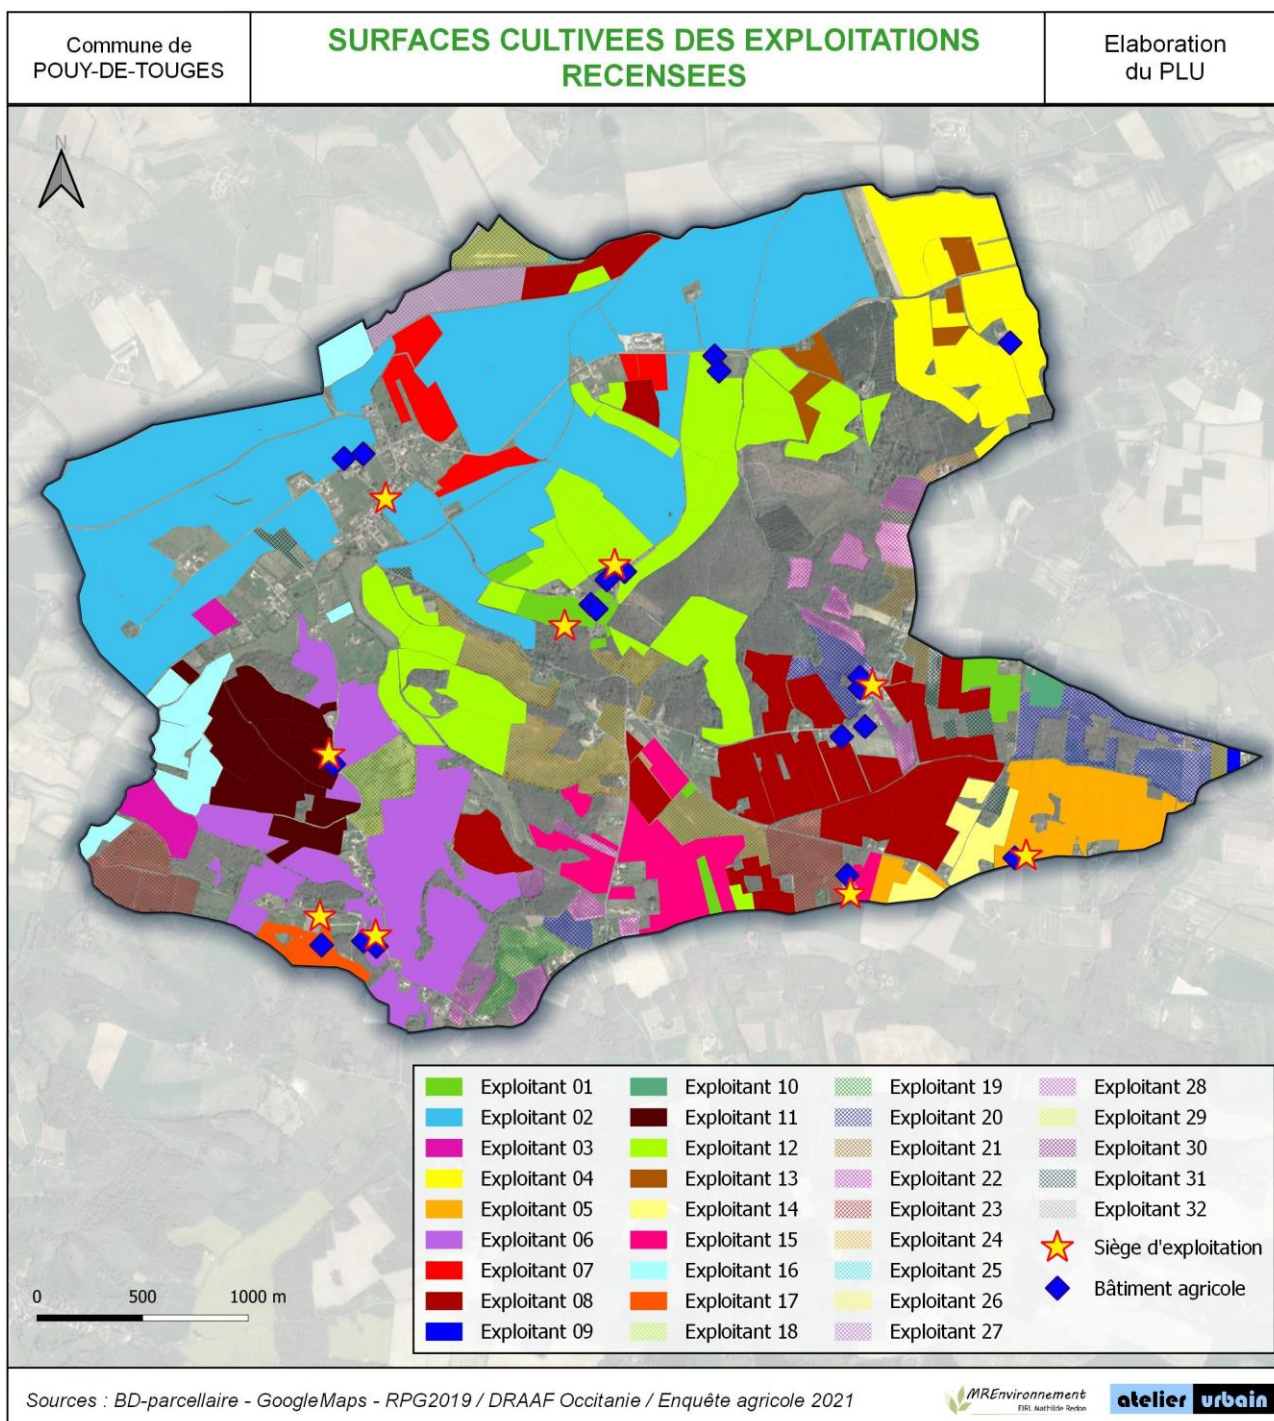 Commune de
POUY-DE-TOUGES
SURFACES CULTIVEES DES EXPLOITATIONS
RECENSEES
Elaboration
du PLU
N
Exploitant 01
Exploitant 02
Exploitant 03
Exploitant 04
Exploitant 05
Exploitant 06
Exploitant 07
Exploitant 08
Exploitant 09
Exploitant 10
Exploitant 11
Exploitant 12
Exploitant 13
Exploitant 14
Exploitant 15
Exploitant 16
Exploitant 17
Exploitant 18
Exploitant 19
Exploitant 20
Exploitant 21
Exploitant 22
Exploitant 23
Exploitant 24
Exploitant 25
Exploitant 26
Exploitant 27
Exploitant 28
Exploitant 29
Exploitant 30
Exploitant 31
Exploitant 32
Siège d'exploitation
Bâtiment agricole
0 500 1000 m
Sources : BD-parcellaire - GoogleMaps - RPG2019 / DRAAF Occitanie / Enquête agricole 2021
MREnvironnement
EIRL Mathilde Redon
atelier urbain